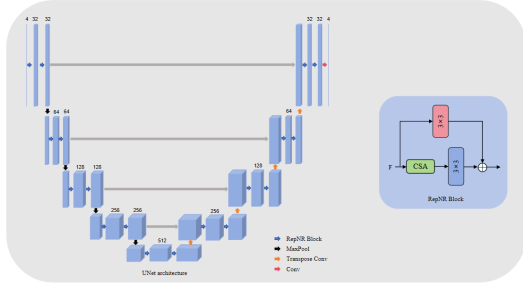 4 32 32
32 32 4
64 64
64
128 128
128
256 256
256
512
RepNR Block
MaxPool
Transpose Conv
Conv
UNet architecture
3×3
F
CSA
3×3
RepNR Block